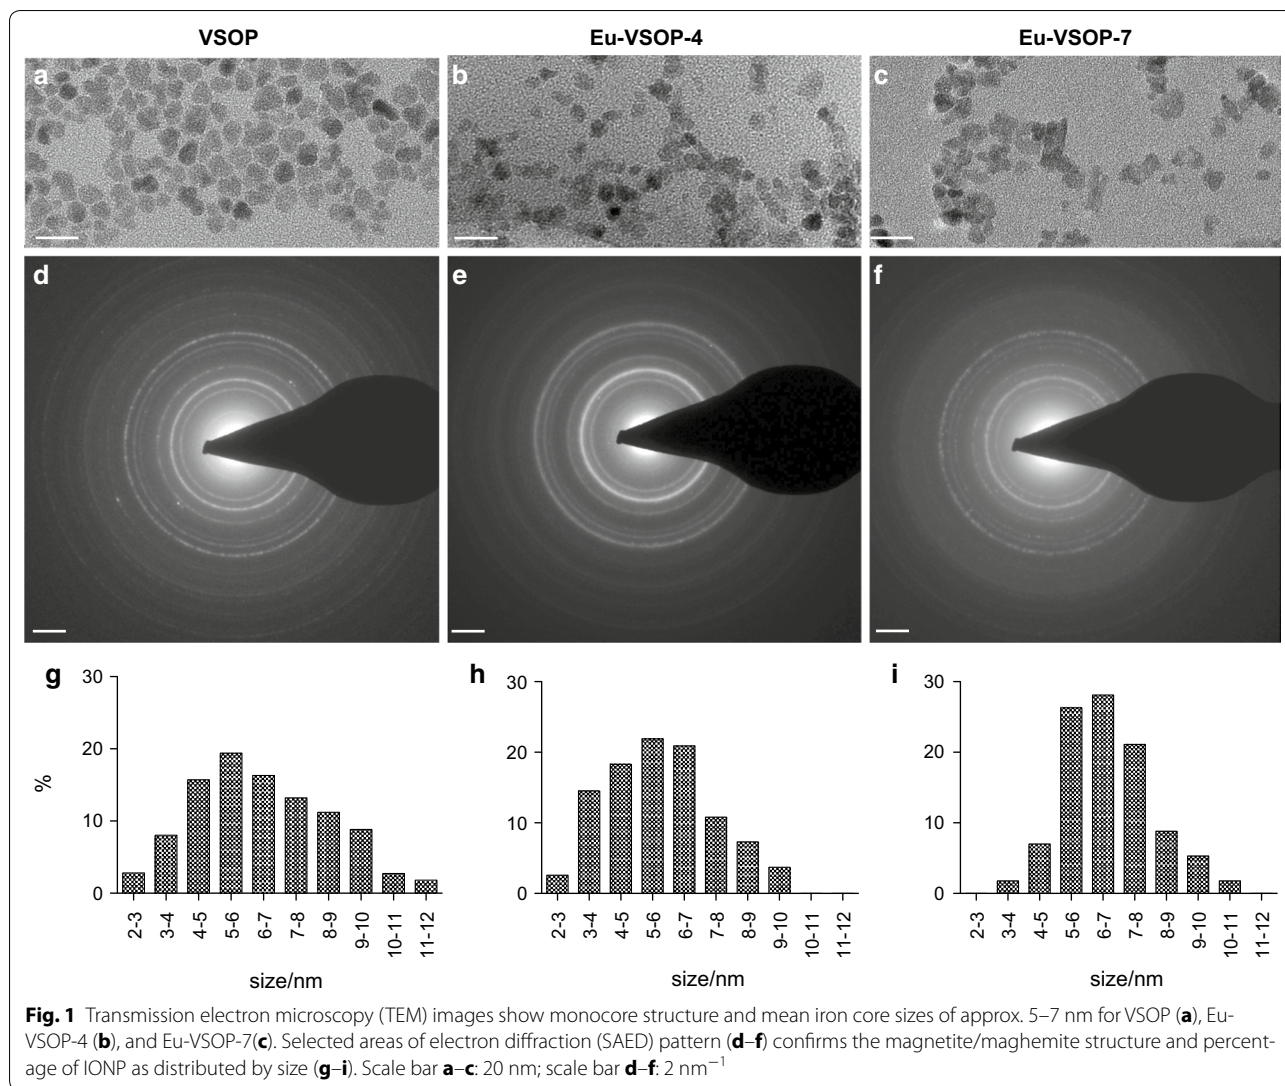 VSOP Eu-VSOP-4 Eu-VSOP-7
a b c
d e f
g h i
30 30 30
20 20 20
%
10 10 10
0 0 0
2-3 3-4 4-5 5-6 6-7 7-8 8-9 9-10 10-11 11-12
2-3 3-4 4-5 5-6 6-7 7-8 8-9 9-10 10-11 11-12
2-3 3-4 4-5 5-6 6-7 7-8 8-9 9-10 10-11 11-12
size/nm size/nm size/nm
Fig. 1 Transmission electron microscopy (TEM) images show monocore structure and mean iron core sizes of approx. 5–7 nm for VSOP (a), Eu-
VSOP-4 (b), and Eu-VSOP-7(c). Selected areas of electron diffraction (SAED) pattern (d–f) confirms the magnetite/maghemite structure and percent-
age of IONP as distributed by size (g–i). Scale bar a–c: 20 nm; scale bar d–f: 2 nm⁻¹